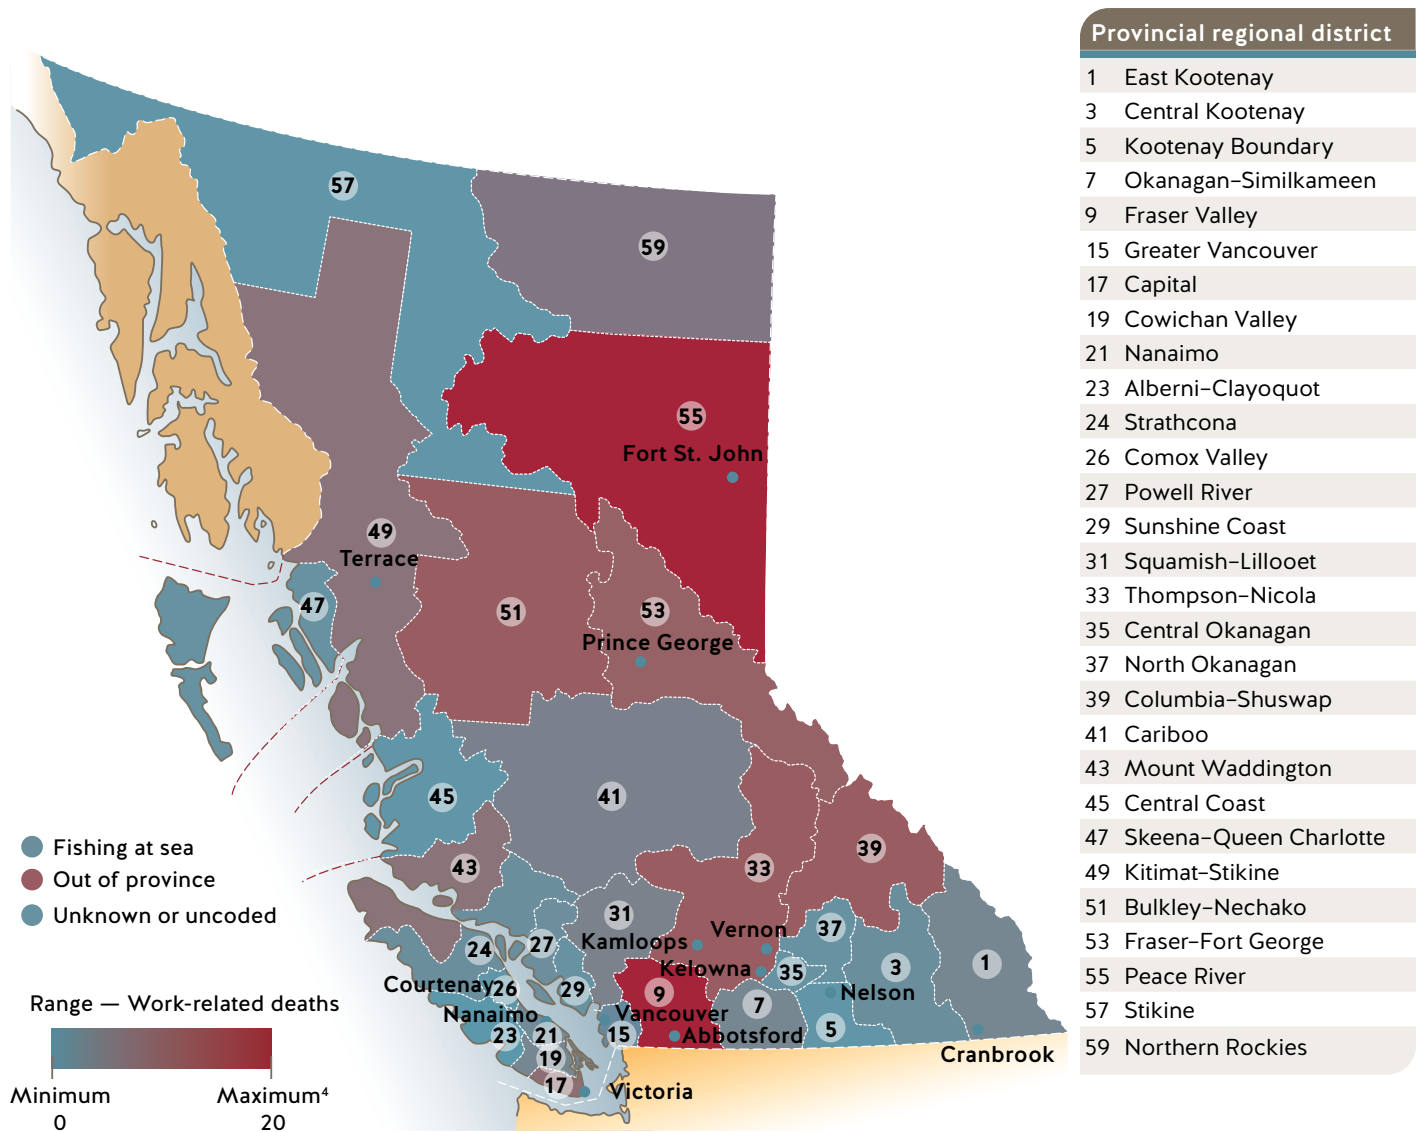 Provincial regional district
1 East Kootenay
3 Central Kootenay
5 Kootenay Boundary
7 Okanagan–Similkameen
9 Fraser Valley
15 Greater Vancouver
17 Capital
19 Cowichan Valley
21 Nanaimo
23 Alberni–Clayoquot
24 Strathcona
26 Comox Valley
27 Powell River
29 Sunshine Coast
31 Squamish–Lillooet
33 Thompson–Nicola
35 Central Okanagan
37 North Okanagan
39 Columbia–Shuswap
41 Cariboo
43 Mount Waddington
45 Central Coast
47 Skeena–Queen Charlotte
49 Kitimat–Stikine
51 Bulkley–Nechako
53 Fraser–Fort George
55 Peace River
57 Stikine
59 Northern Rockies
57
59
55
Fort St. John
49
Terrace
47
51
53
Prince George
45
41
43
33
39
31
Kamloops
Vernon
37
24
27
Kelowna
35
3
1
Courtenay
26
29
9
7
Nelson
Nanaimo
Vancouver
23
21
15
Abbotsford
5
19
Cranbrook
17
Victoria
Fishing at sea
Out of province
Unknown or uncoded
Range — Work-related deaths
Minimum Maximum⁴
0 20